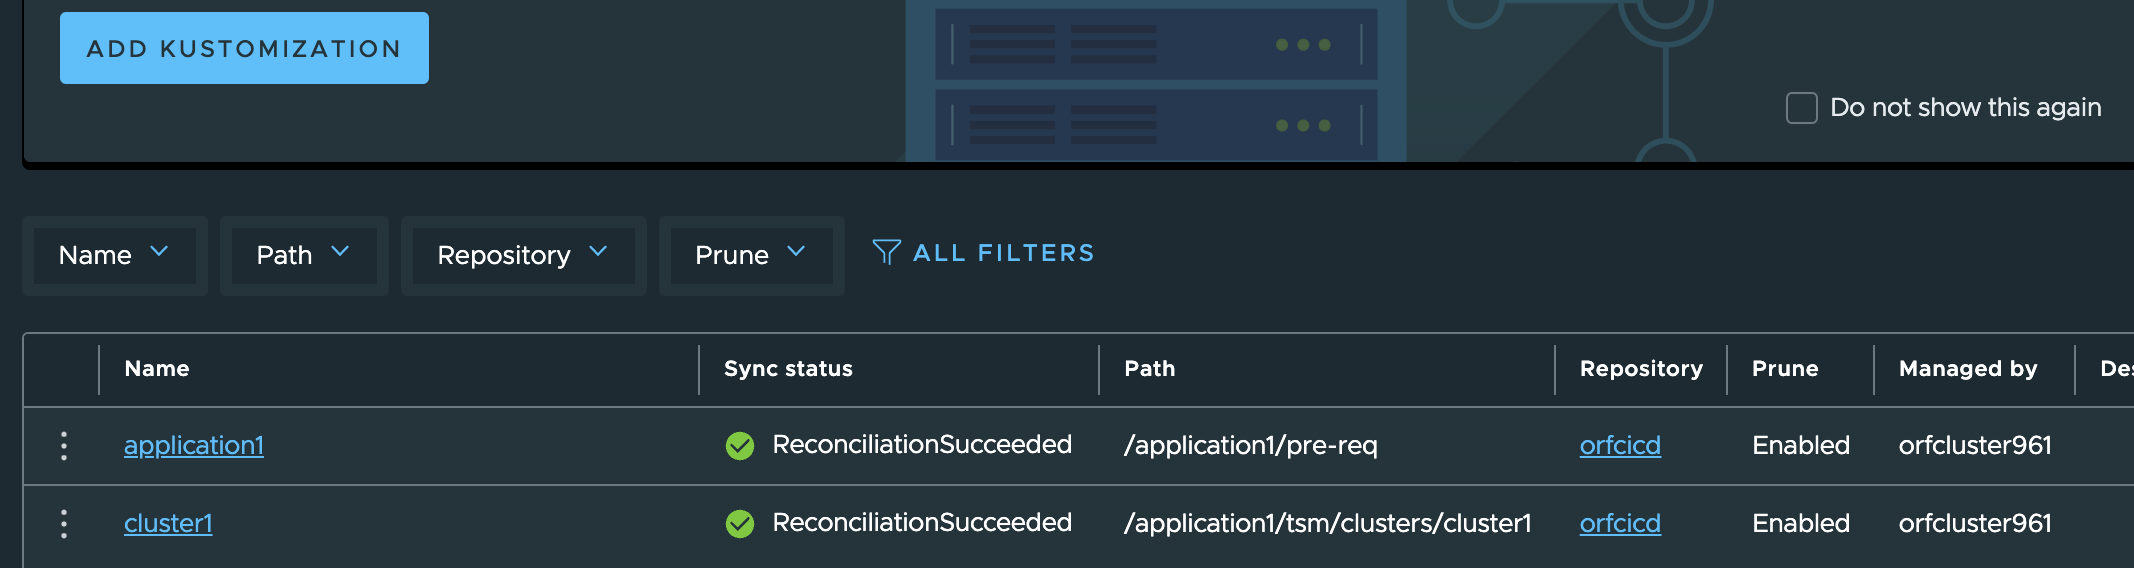 ADD KUSTOMIZATION
Do not show this again
Name Path Repository Prune ALL FILTERS
Name Sync status Path Repository Prune Managed by Des
application1 ReconciliationSucceeded /application1/pre-req orfcicd Enabled orfcluster961
cluster1 ReconciliationSucceeded /application1/tsm/clusters/cluster1 orfcicd Enabled orfcluster961